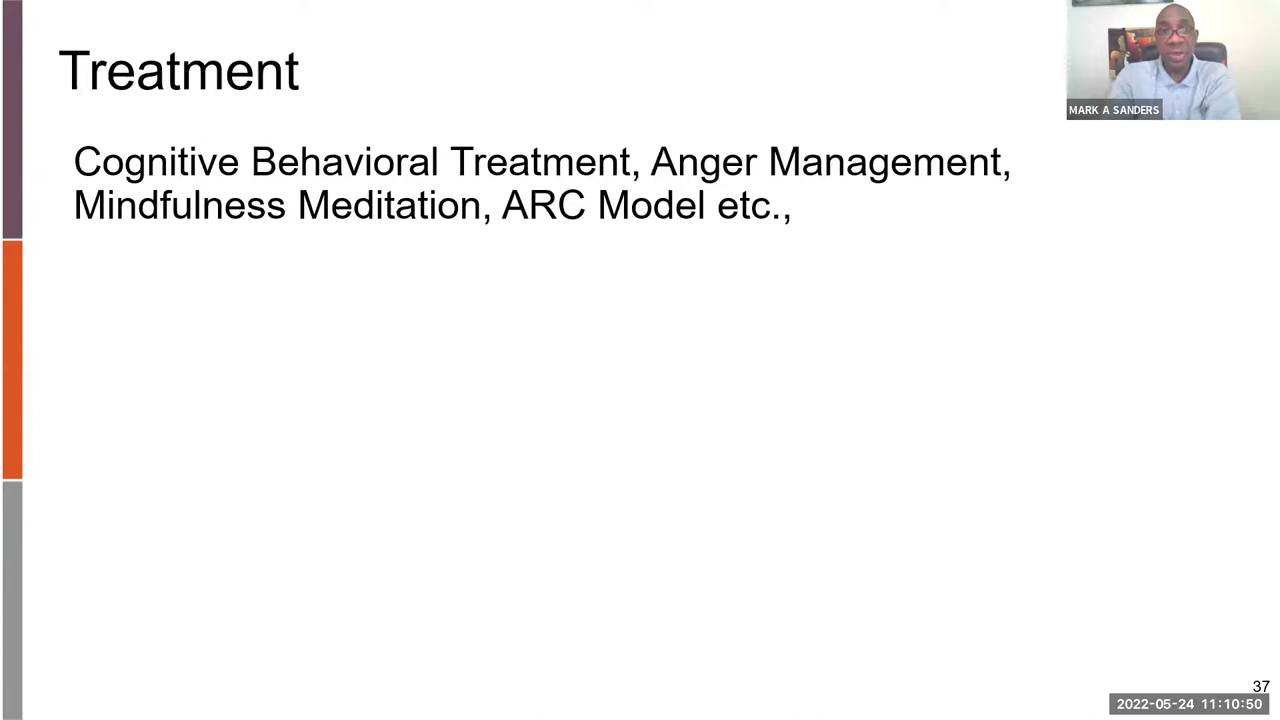 Treatment
MARK A SANDERS
Cognitive Behavioral Treatment, Anger Management,
Mindfulness Meditation, ARC Model etc.,
37
2022-05-24 11:10:50